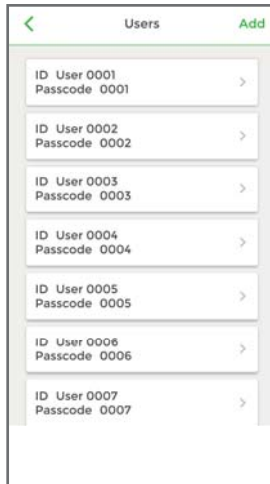 Users Add
ID User 0001
Passcode 0001
ID User 0002
Passcode 0002
ID User 0003
Passcode 0003
ID User 0004
Passcode 0004
ID User 0005
Passcode 0005
ID User 0006
Passcode 0006
ID User 0007
Passcode 0007